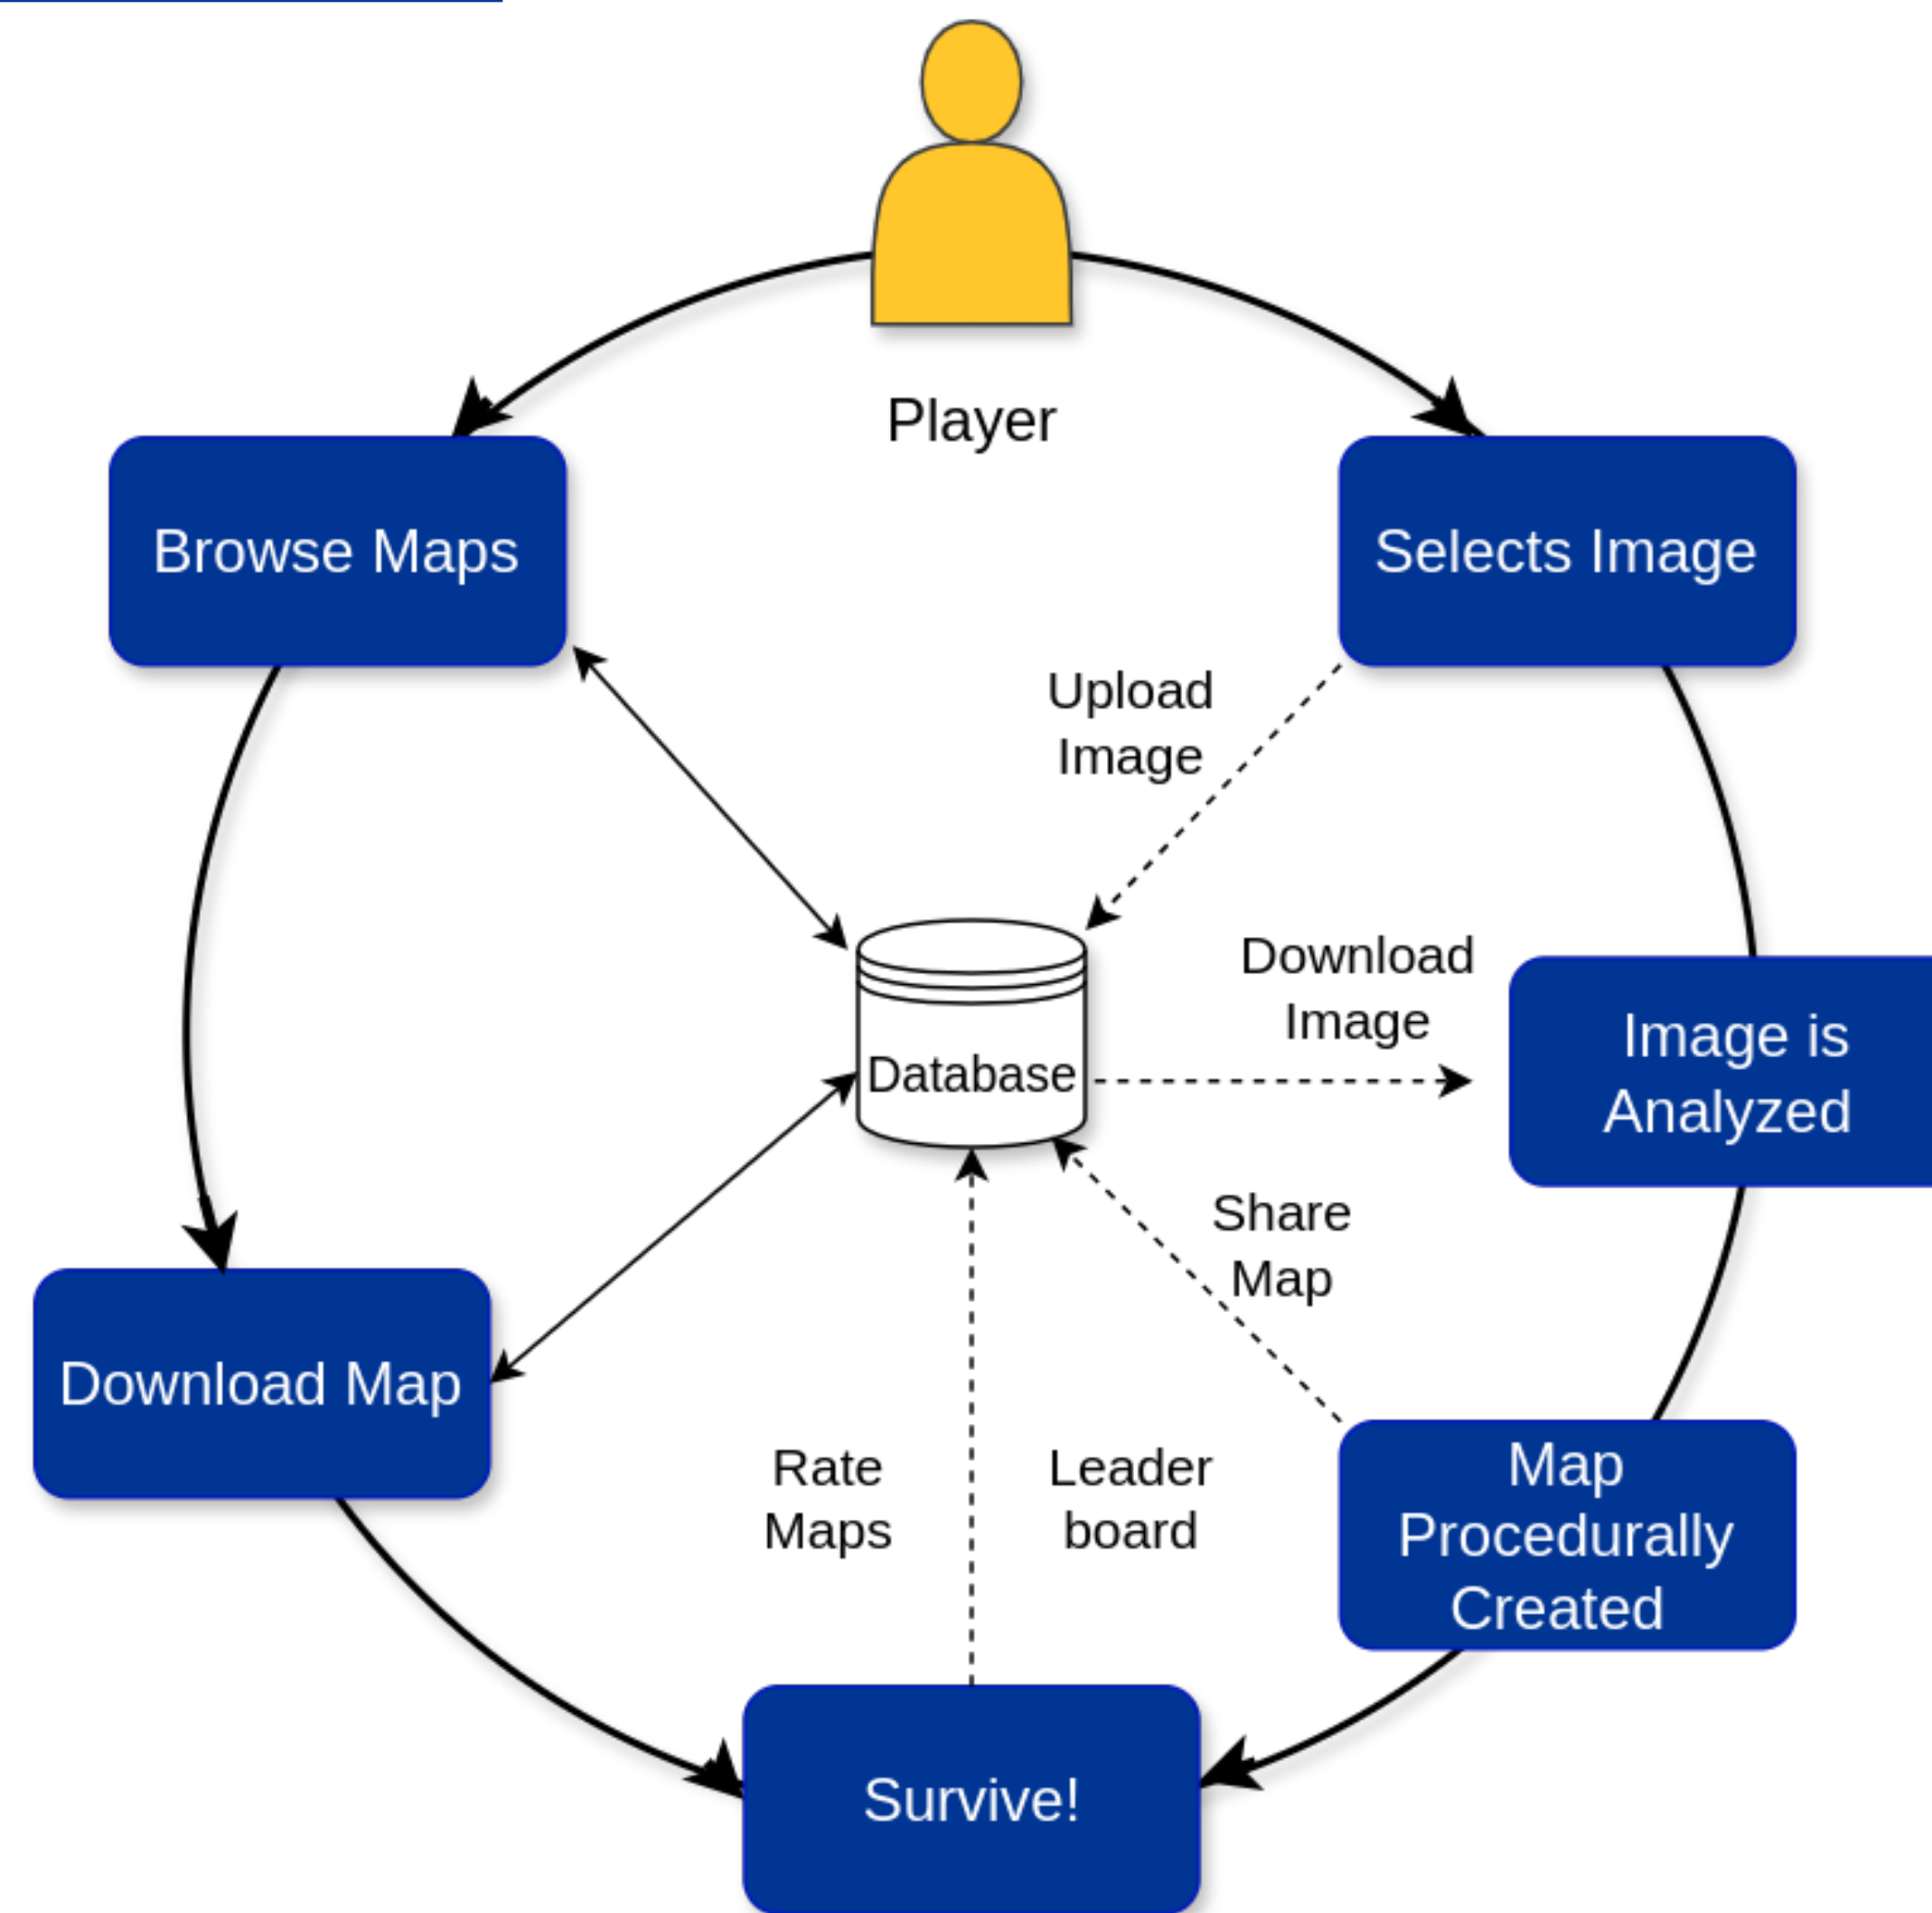 Player
Browse Maps
Selects Image
Upload
Image
Download
Image
Database
Image is
Analyzed
Share
Map
Download Map
Rate
Maps
Leader
board
Map
Procedurally
Created
Survive!